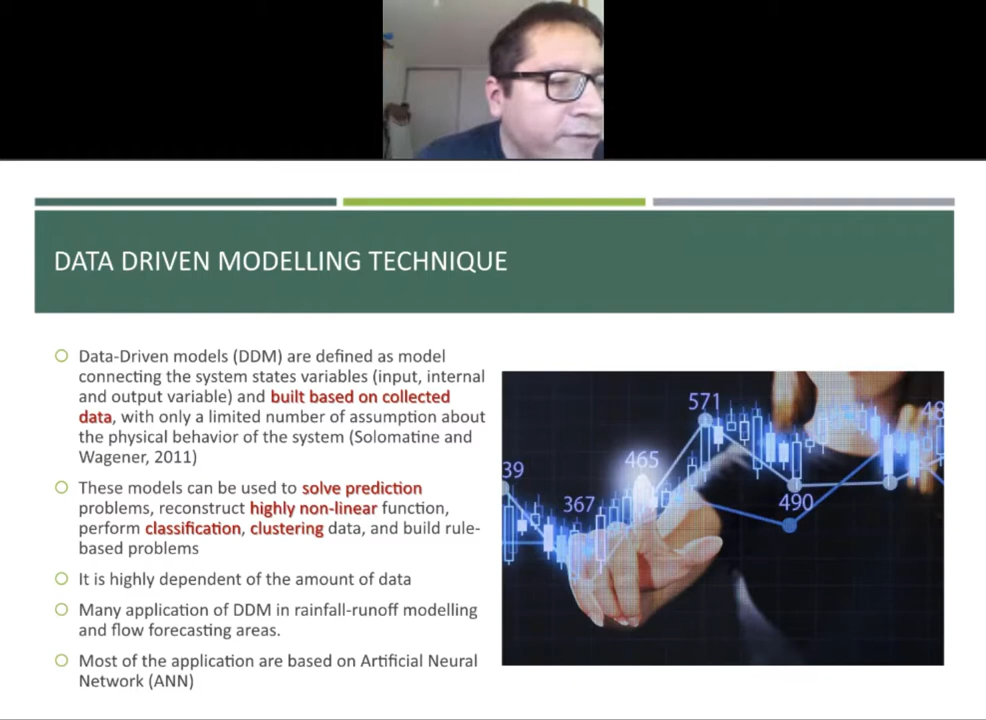 DATA DRIVEN MODELLING TECHNIQUE
Data-Driven models (DDM) are defined as model
connecting the system states variables (input, internal
and output variable) and built based on collected
data, with only a limited number of assumption about
the physical behavior of the system (Solomatine and
Wagener, 2011)
These models can be used to solve prediction
problems, reconstruct highly non-linear function,
perform classification, clustering data, and build rule-
based problems
It is highly dependent of the amount of data
Many application of DDM in rainfall-runoff modelling
and flow forecasting areas.
Most of the application are based on Artificial Neural
Network (ANN)
571
48
465
39
367
490